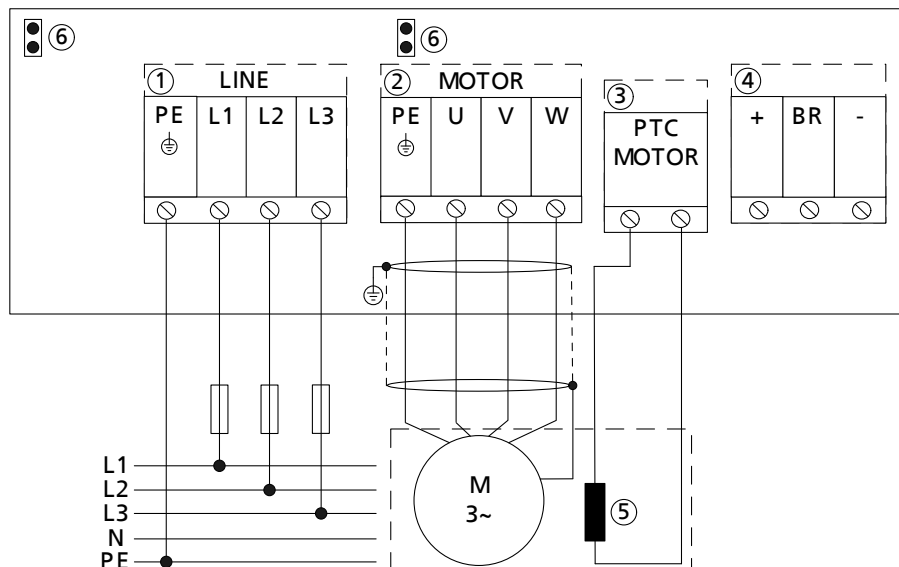 ⑥ ⑥
① LINE
PE L1 L2 L3
② MOTOR
PE U V W
③
PTC
MOTOR
④
+ BR -
L1
L2
L3
N
PE
M
3~
⑤